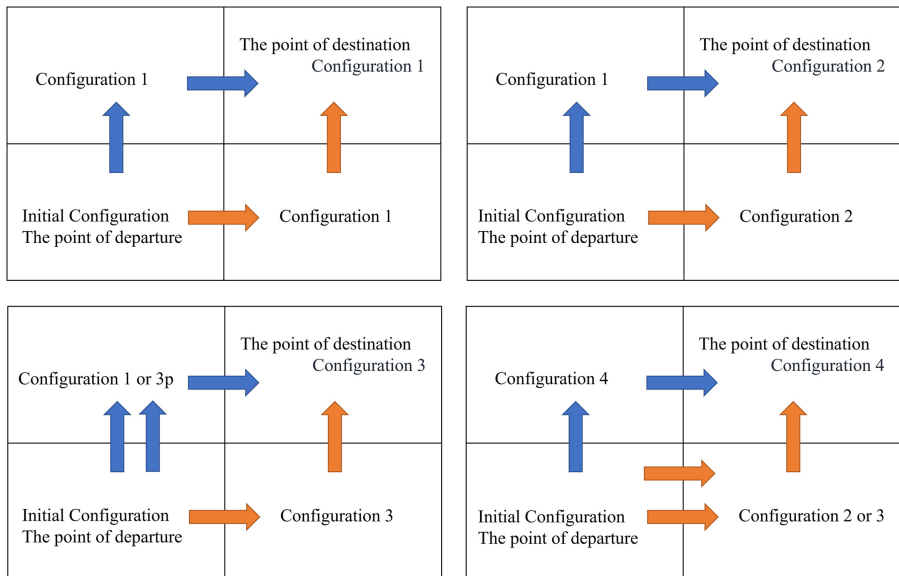 The point of destination
Configuration 1
Configuration 1
Initial Configuration
The point of departure
Configuration 1
The point of destination
Configuration 1
Configuration 2
Initial Configuration
The point of departure
Configuration 2
The point of destination
Configuration 1 or 3p
Configuration 3
Initial Configuration
The point of departure
Configuration 3
The point of destination
Configuration 4
Configuration 4
Initial Configuration
The point of departure
Configuration 2 or 3